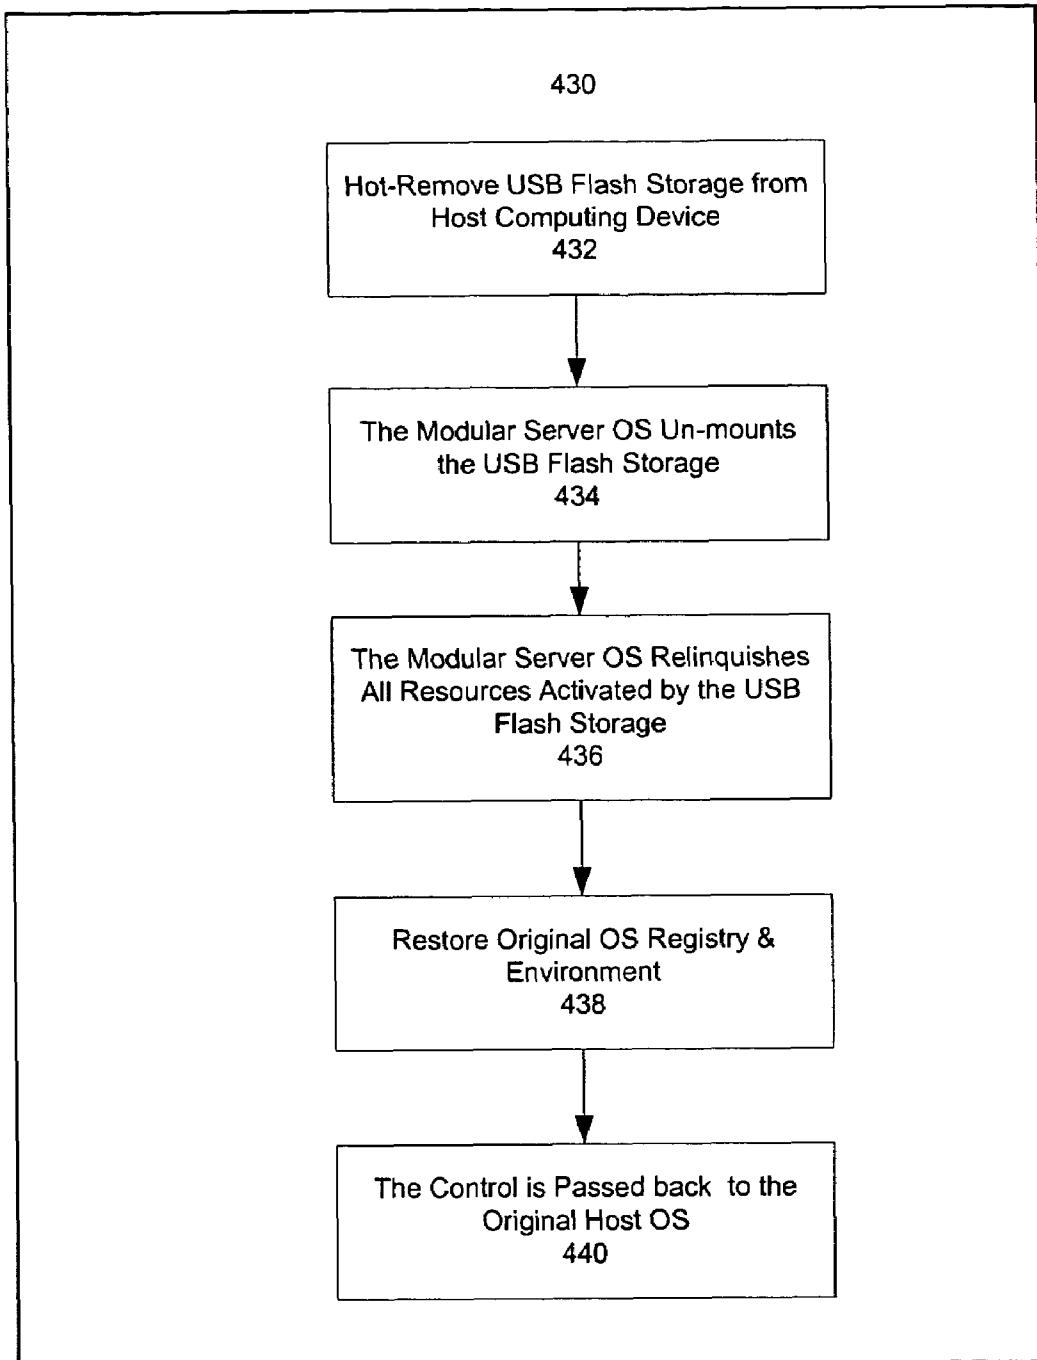 430
Hot-Remove USB Flash Storage from
Host Computing Device
432
The Modular Server OS Un-mounts
the USB Flash Storage
434
The Modular Server OS Relinquishes
All Resources Activated by the USB
Flash Storage
436
Restore Original OS Registry &
Environment
438
The Control is Passed back to the
Original Host OS
440